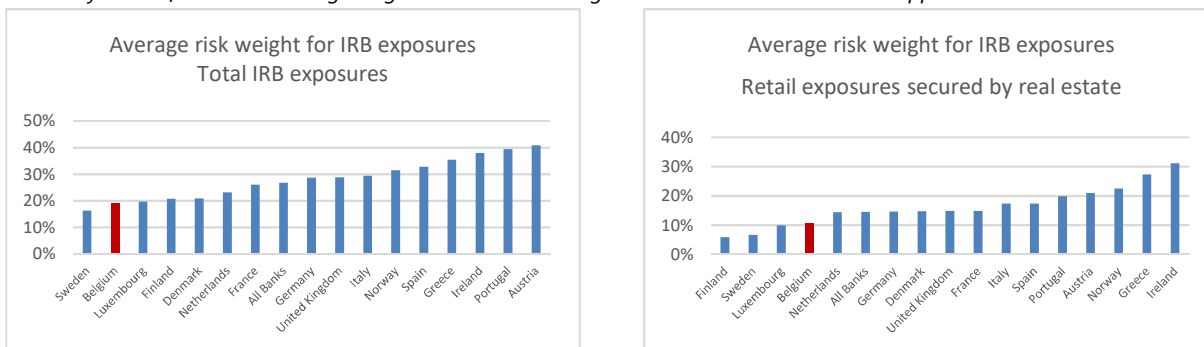 Average risk weight for IRB exposures
Total IRB exposures
50%
40%
30%
20%
10%
0%
Sweden
Belgium
Luxembourg
Finland
Denmark
Netherlands
France
All Banks
Germany
United Kingdom
Italy
Norway
Spain
Greece
Ireland
Portugal
Austria
Average risk weight for IRB exposures
Retail exposures secured by real estate
40%
30%
20%
10%
0%
Finland
Sweden
Luxembourg
Belgium
Netherlands
All Banks
Germany
Denmark
United Kingdom
France
Italy
Spain
Portugal
Austria
Norway
Greece
Ireland